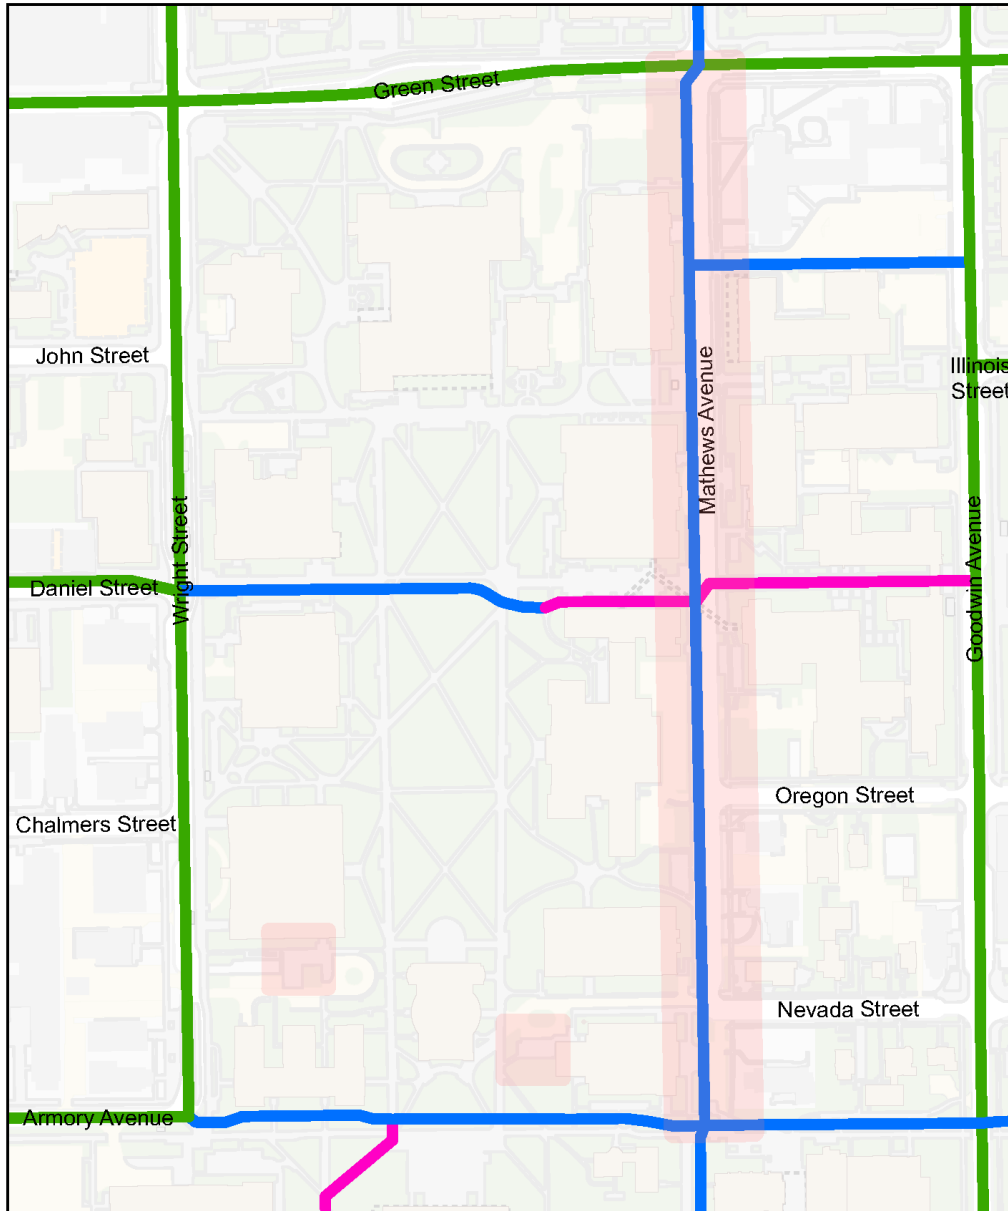 Green Street
John Street
Mathews Avenue
Illinois
Street
Wright Street
Daniel Street
Goodwin Avenue
Oregon Street
Chalmers Street
Nevada Street
Armory Avenue